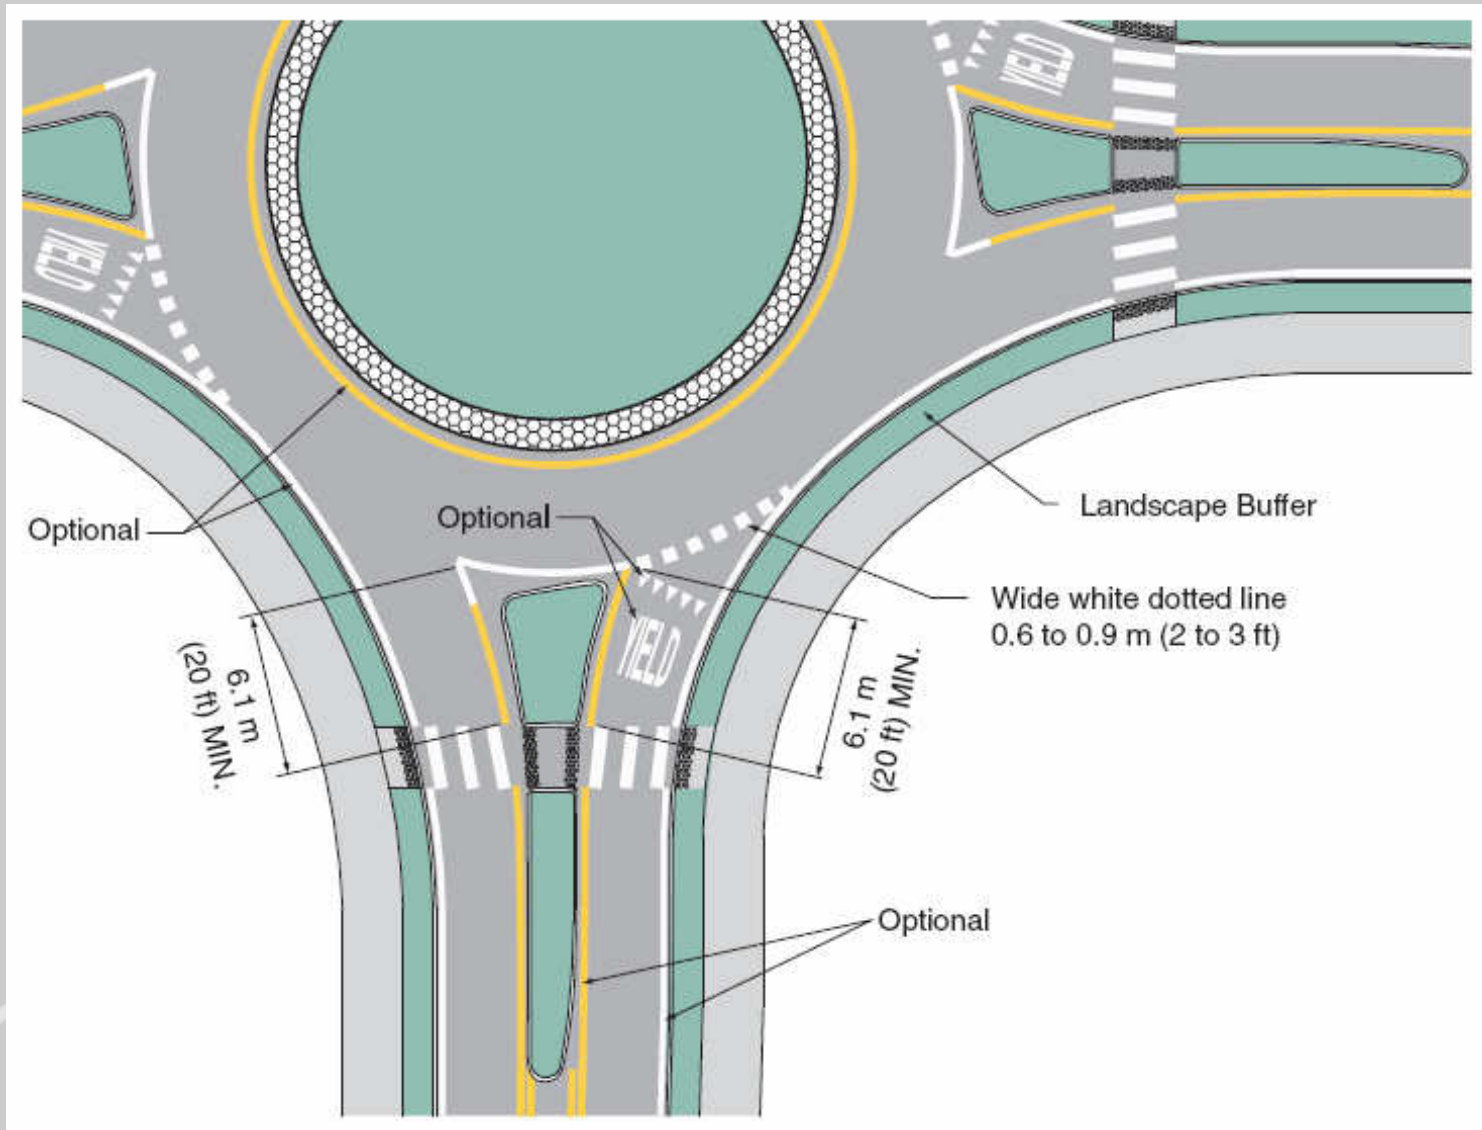 YIELD
YIELD
Optional
Optional
Landscape Buffer
Wide white dotted line
0.6 to 0.9 m (2 to 3 ft)
YIELD
6.1 m
(20 ft) MIN.
6.1 m
(20 ft) MIN.
Optional